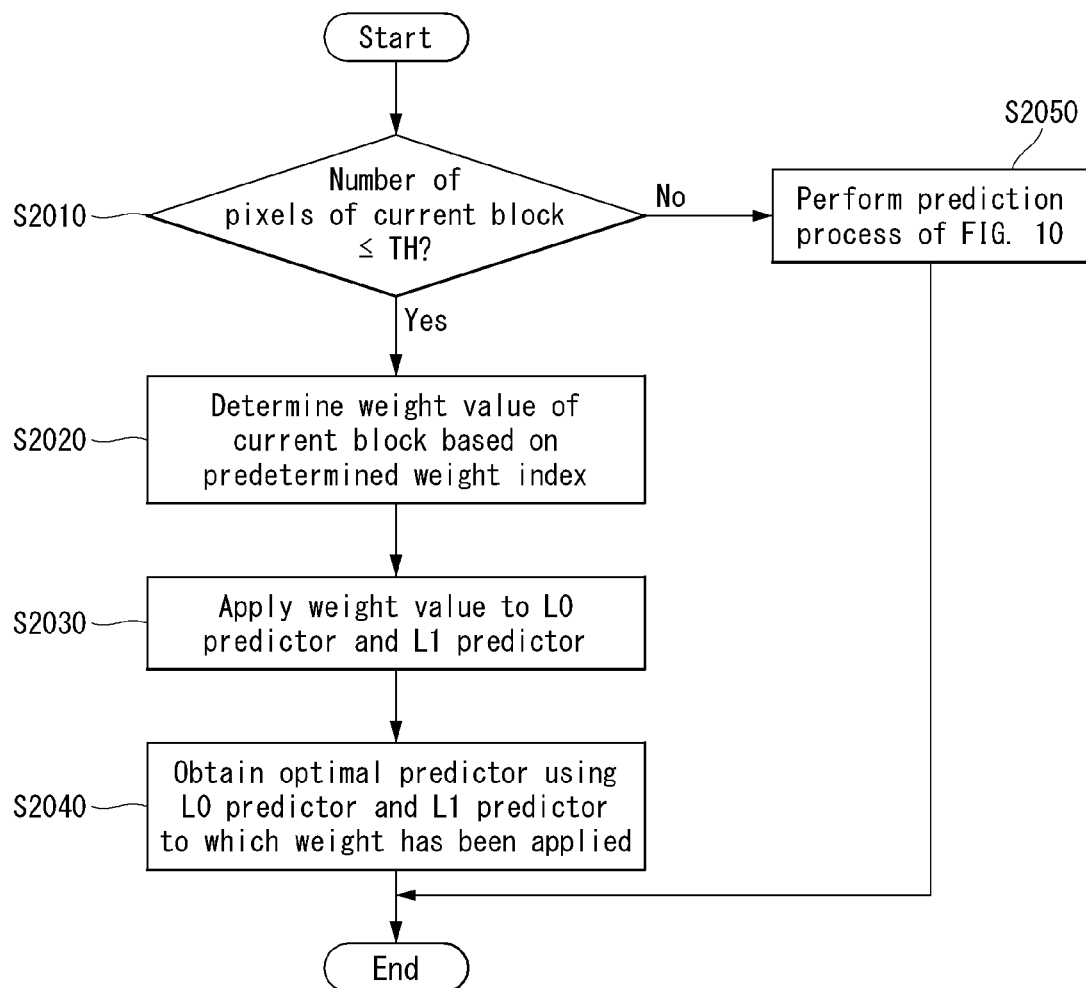 Start
S2010
Number of
pixels of current block
≤ TH?
No
S2050
Perform prediction
process of FIG. 10
Yes
S2020
Determine weight value of
current block based on
predetermined weight index
S2030
Apply weight value to L0
predictor and L1 predictor
S2040
Obtain optimal predictor using
L0 predictor and L1 predictor
to which weight has been applied
End